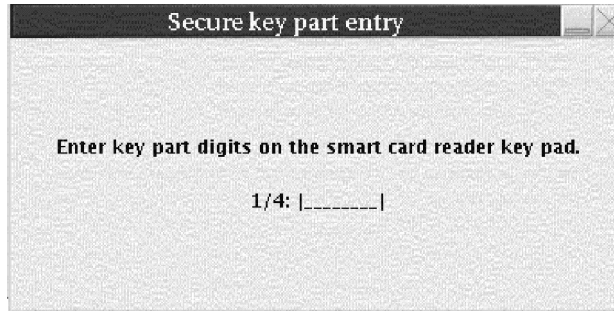 Secure key part entry
Enter key part digits on the smart card reader key pad.
1/4: |________|